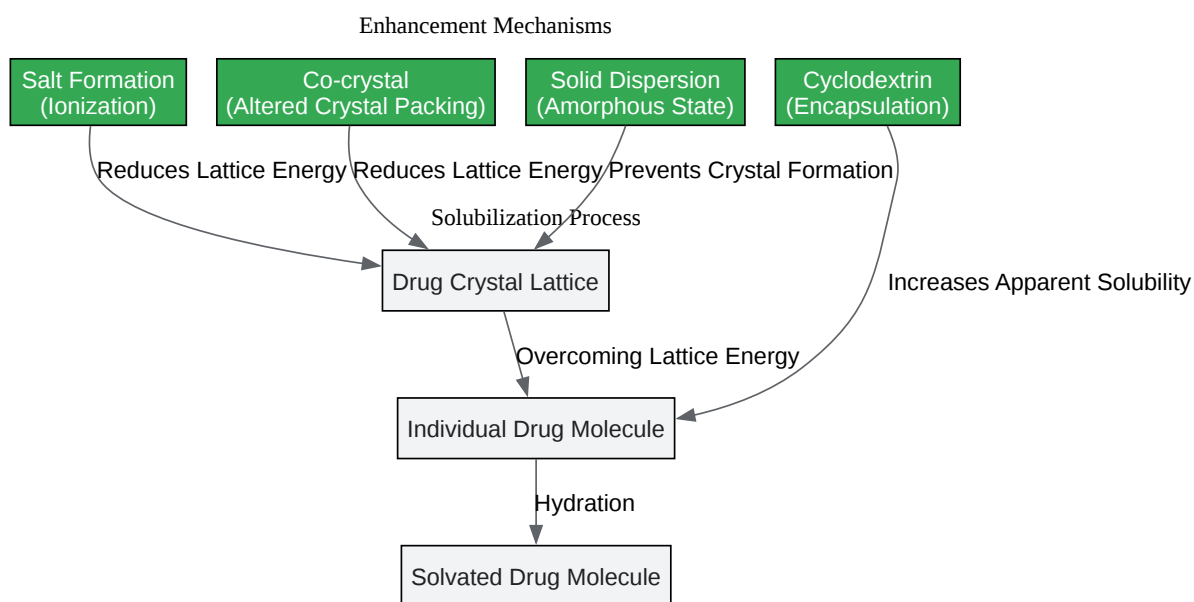 Enhancement Mechanisms
Salt Formation
(Ionization)
Co-crystal
(Altered Crystal Packing)
Solid Dispersion
(Amorphous State)
Cyclodextrin
(Encapsulation)
Reduces Lattice Energy
Reduces Lattice Energy
Prevents Crystal Formation
Solubilization Process
Drug Crystal Lattice
Increases Apparent Solubility
Overcoming Lattice Energy
Individual Drug Molecule
Hydration
Solvated Drug Molecule